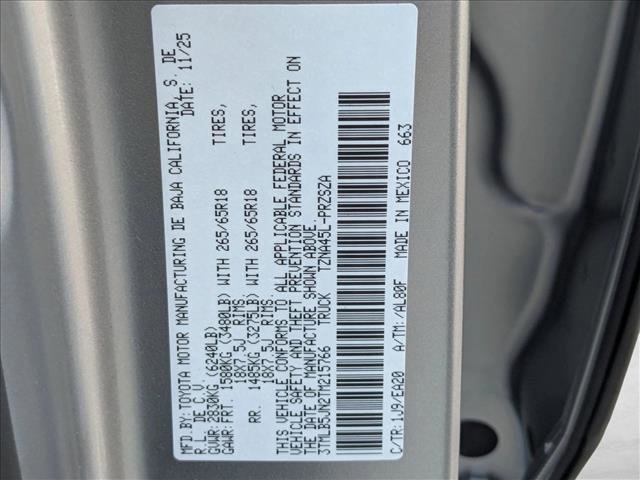 MFD.BY:TOYOTA MOTOR MANUFACTURING DE BAJA CALIFORNIA, S. DE
R.L. DE C.V. DATE: 11/25
GVWR: 2830KG (6240LB)
GAWR: FRT. 1580KG (3480LB) WITH 265/65R18 TIRES,
18X7.5J RIMS,
RR. 1485KG (3275LB) WITH 265/65R18 TIRES,
18X7.5J RIMS.
THIS VEHICLE CONFORMS TO ALL APPLICABLE FEDERAL MOTOR
VEHICLE SAFETY AND THEFT PREVENTION STANDARDS IN EFFECT ON
THE DATE OF MANUFACTURE SHOWN ABOVE.
3TMLB5JN2TM215766 TRUCK TZNA45L-PRZSZA
C/TR: 1J9/EA20 A/TM: /AL80F MADE IN MEXICO 663